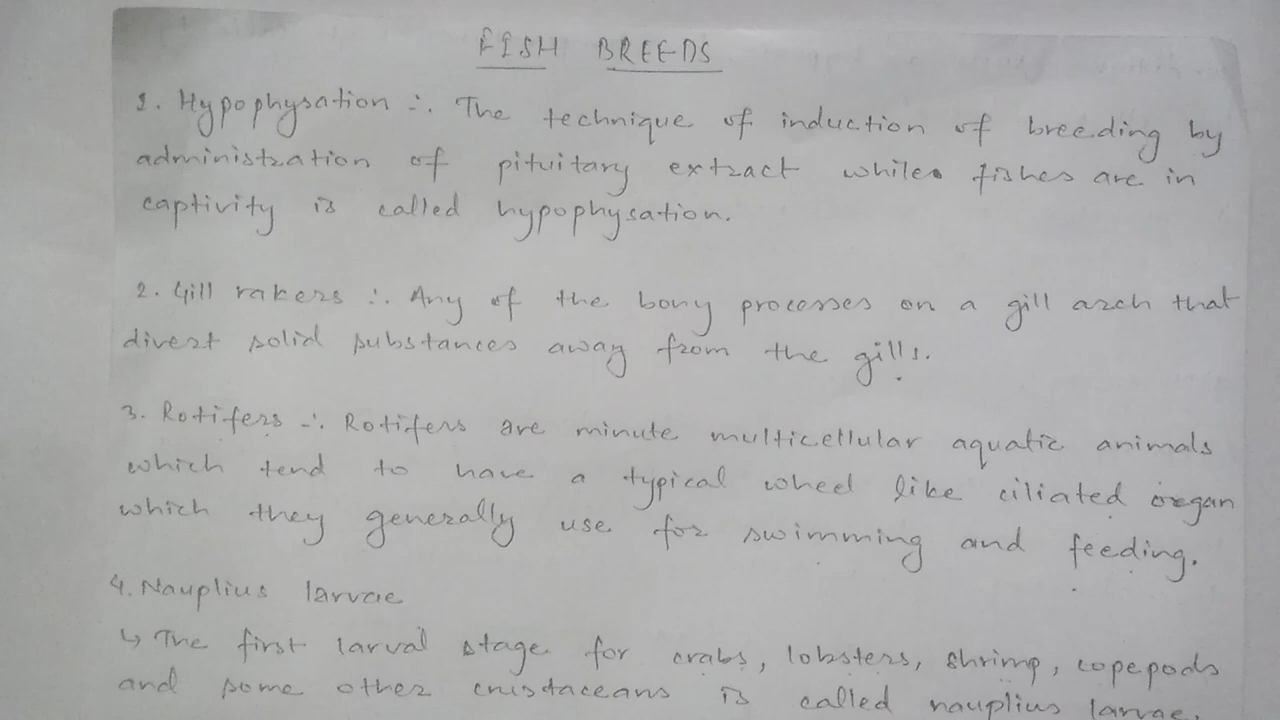 FISH BREEDS
1. Hypophysation :. The technique of induction of breeding by
administration of pituitary extract while fishes are in
captivity is called hypophysation.
2. Gill rakers :. Any of the bony processes on a gill arch that
divert solid substances away from the gills.
3. Rotifers :. Rotifers are minute multicellular aquatic animals
which tend to have a typical wheel like ciliated organ
which they generally use for swimming and feeding.
4. Nauplius larvae
↳ The first larval stage for crabs, lobsters, shrimp, copepods
and some other crustaceans is called nauplius larvae.